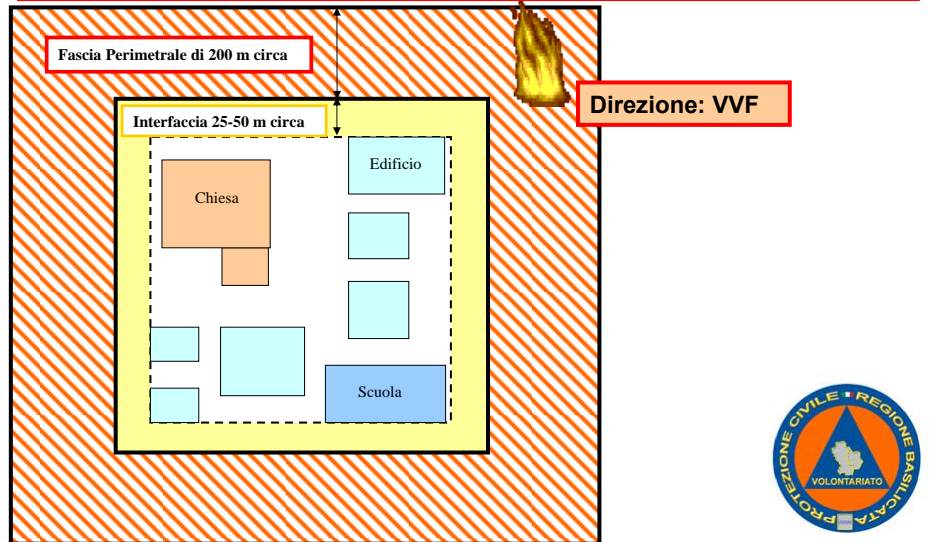 Fascia Perimetrale di 200 m circa
Direzione: VVF
Interfaccia 25-50 m circa
Edificio
Chiesa
Scuola
PROTEZIONE CIVILE REGIONE BASILICATA
VOLONTARIATO